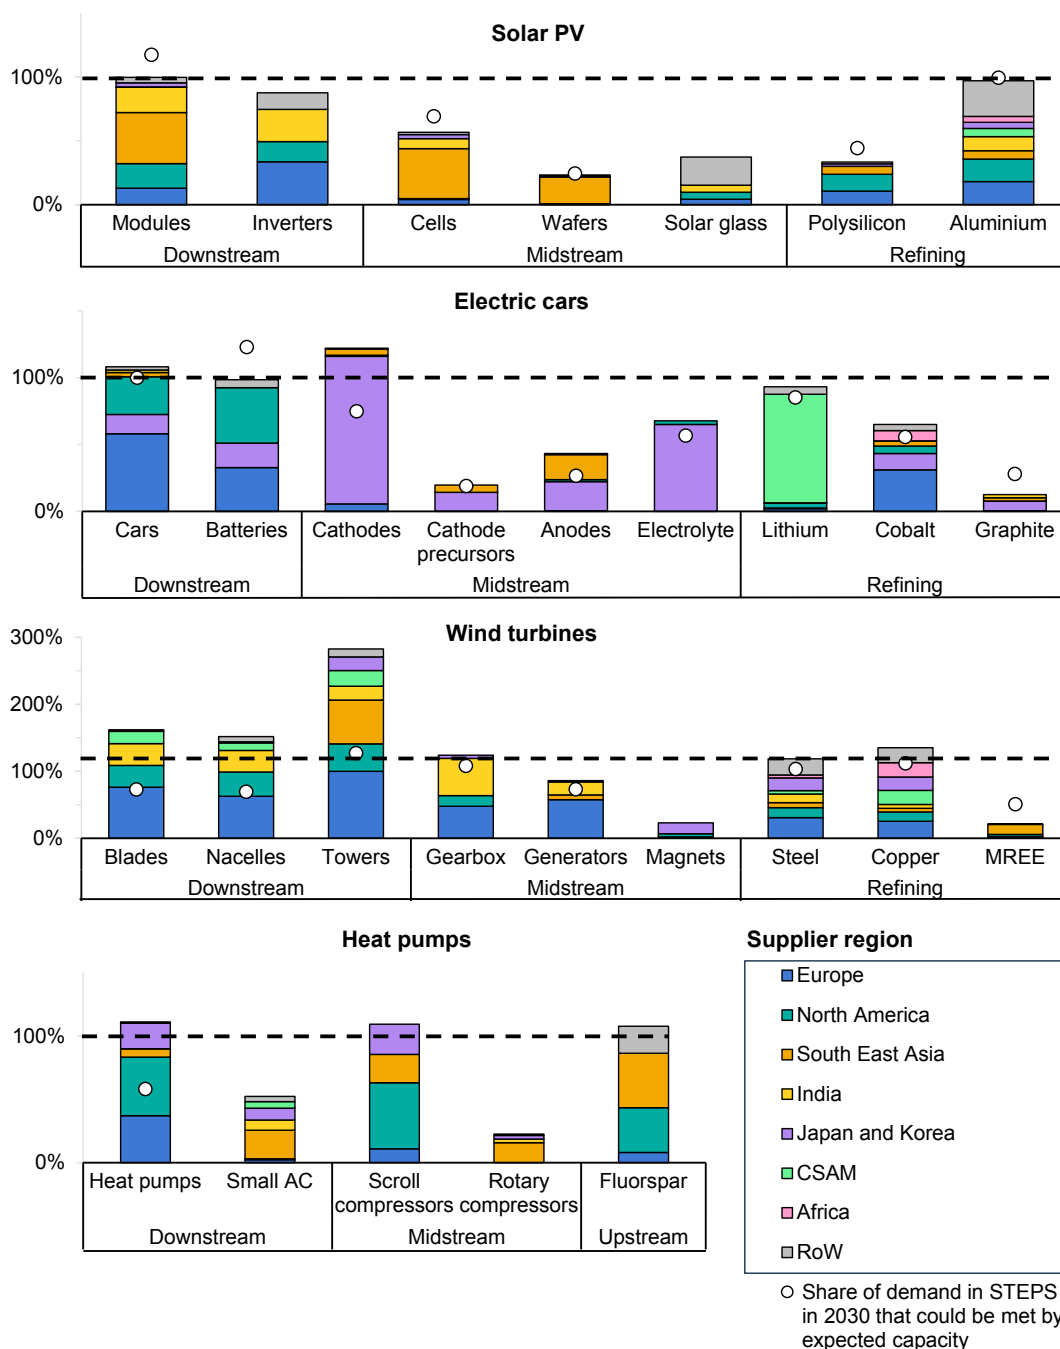 Solar PV
100%
0%
Modules
Inverters
Cells
Wafers
Solar glass
Polysilicon
Aluminium
Downstream
Midstream
Refining
Electric cars
100%
0%
Cars
Batteries
Cathodes
Cathode
precursors
Anodes
Electrolyte
Lithium
Cobalt
Graphite
Downstream
Midstream
Refining
Wind turbines
300%
200%
100%
0%
Blades
Nacelles
Towers
Gearbox
Generators
Magnets
Steel
Copper
MREE
Downstream
Midstream
Refining
Heat pumps
100%
0%
Heat pumps
Small AC
Scroll
compressors
Rotary
compressors
Fluorspar
Downstream
Midstream
Upstream
Supplier region
Europe
North America
South East Asia
India
Japan and Korea
CSAM
Africa
RoW
Share of demand in STEPS
in 2030 that could be met by
expected capacity